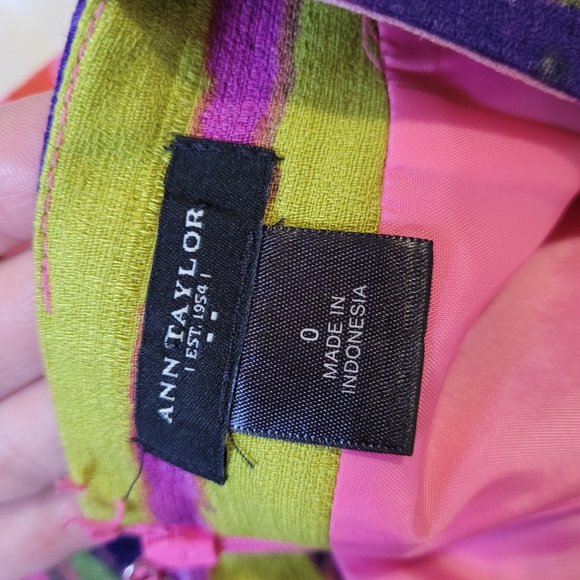 ANN TAYLOR
| EST. 1954 |
0
MADE IN
INDONESIA